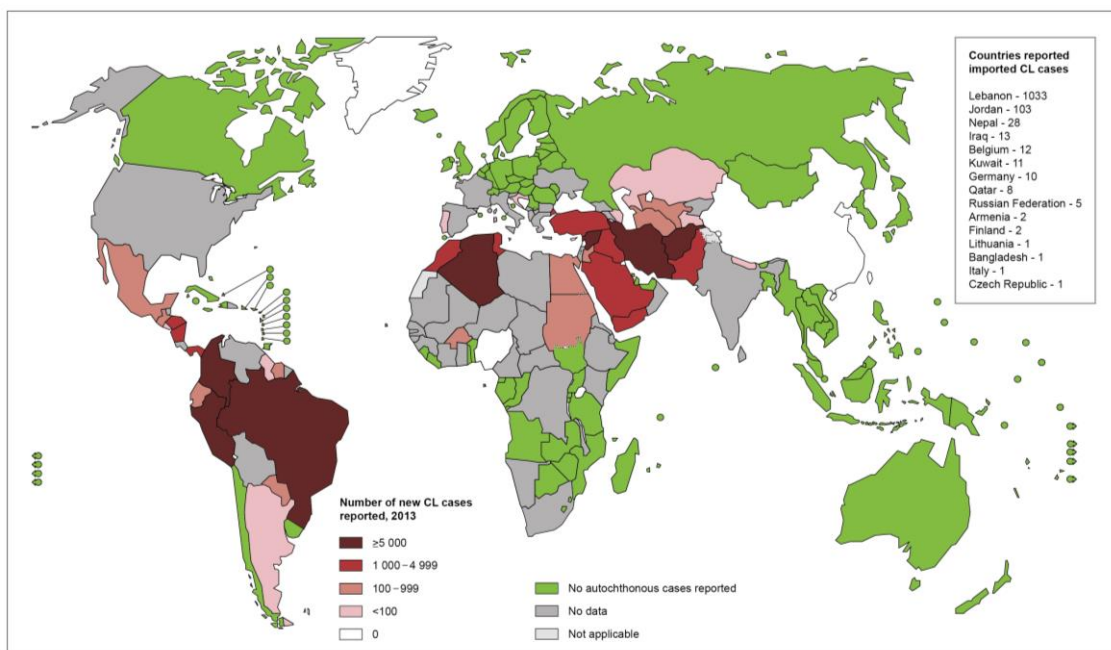 Countries reported
imported CL cases
Lebanon - 1033
Jordan - 103
Nepal - 28
Iraq - 13
Belgium - 12
Kuwait - 11
Germany - 10
Qatar - 8
Russian Federation - 5
Armenia - 2
Finland - 2
Lithuania - 1
Bangladesh - 1
Italy - 1
Czech Republic - 1
Number of new CL cases
reported, 2013
≥5 000
1 000 – 4 999
100 – 999
<100
0
No autochthonous cases reported
No data
Not applicable